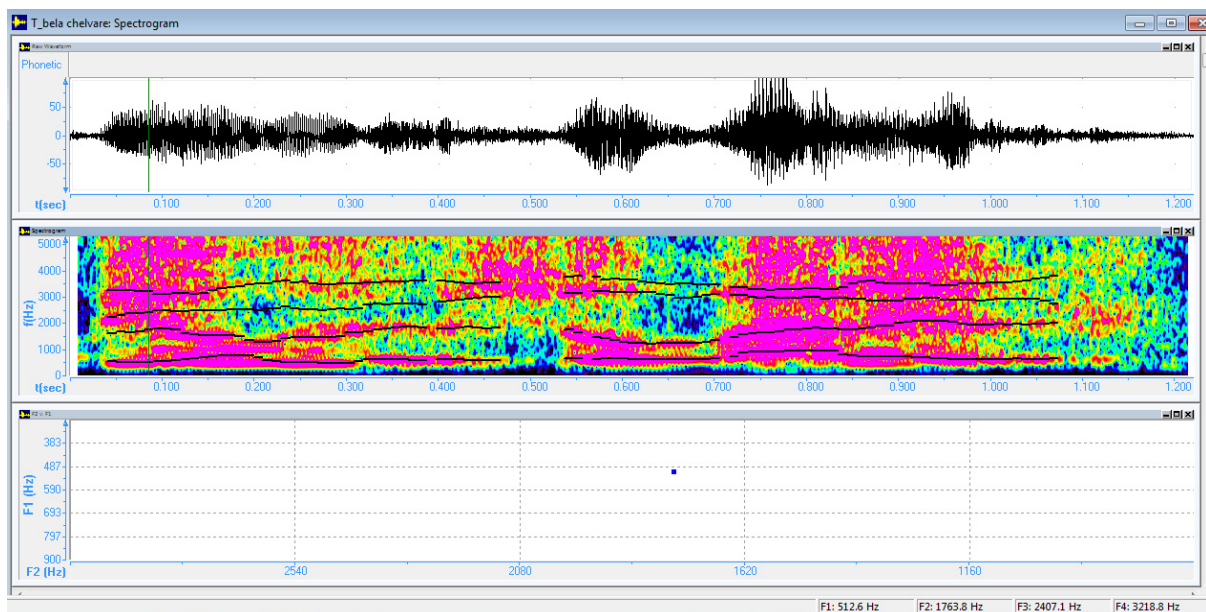 T_bela chelvare: Spectrogram
Raw Waveform
Phonetic
50
0
-50
t(sec) 0.100 0.200 0.300 0.400 0.500 0.600 0.700 0.800 0.900 1.000 1.100 1.200
Spectrogram
5000
4000
3000
2000
1000
0
f(Hz)
t(sec) 0.100 0.200 0.300 0.400 0.500 0.600 0.700 0.800 0.900 1.000 1.100 1.200
F2 v. F1
383
487
590
693
797
900
F1 (Hz)
F2 (Hz) 2540 2080 1620 1160
F1: 512.6 Hz F2: 1763.8 Hz F3: 2407.1 Hz F4: 3218.8 Hz